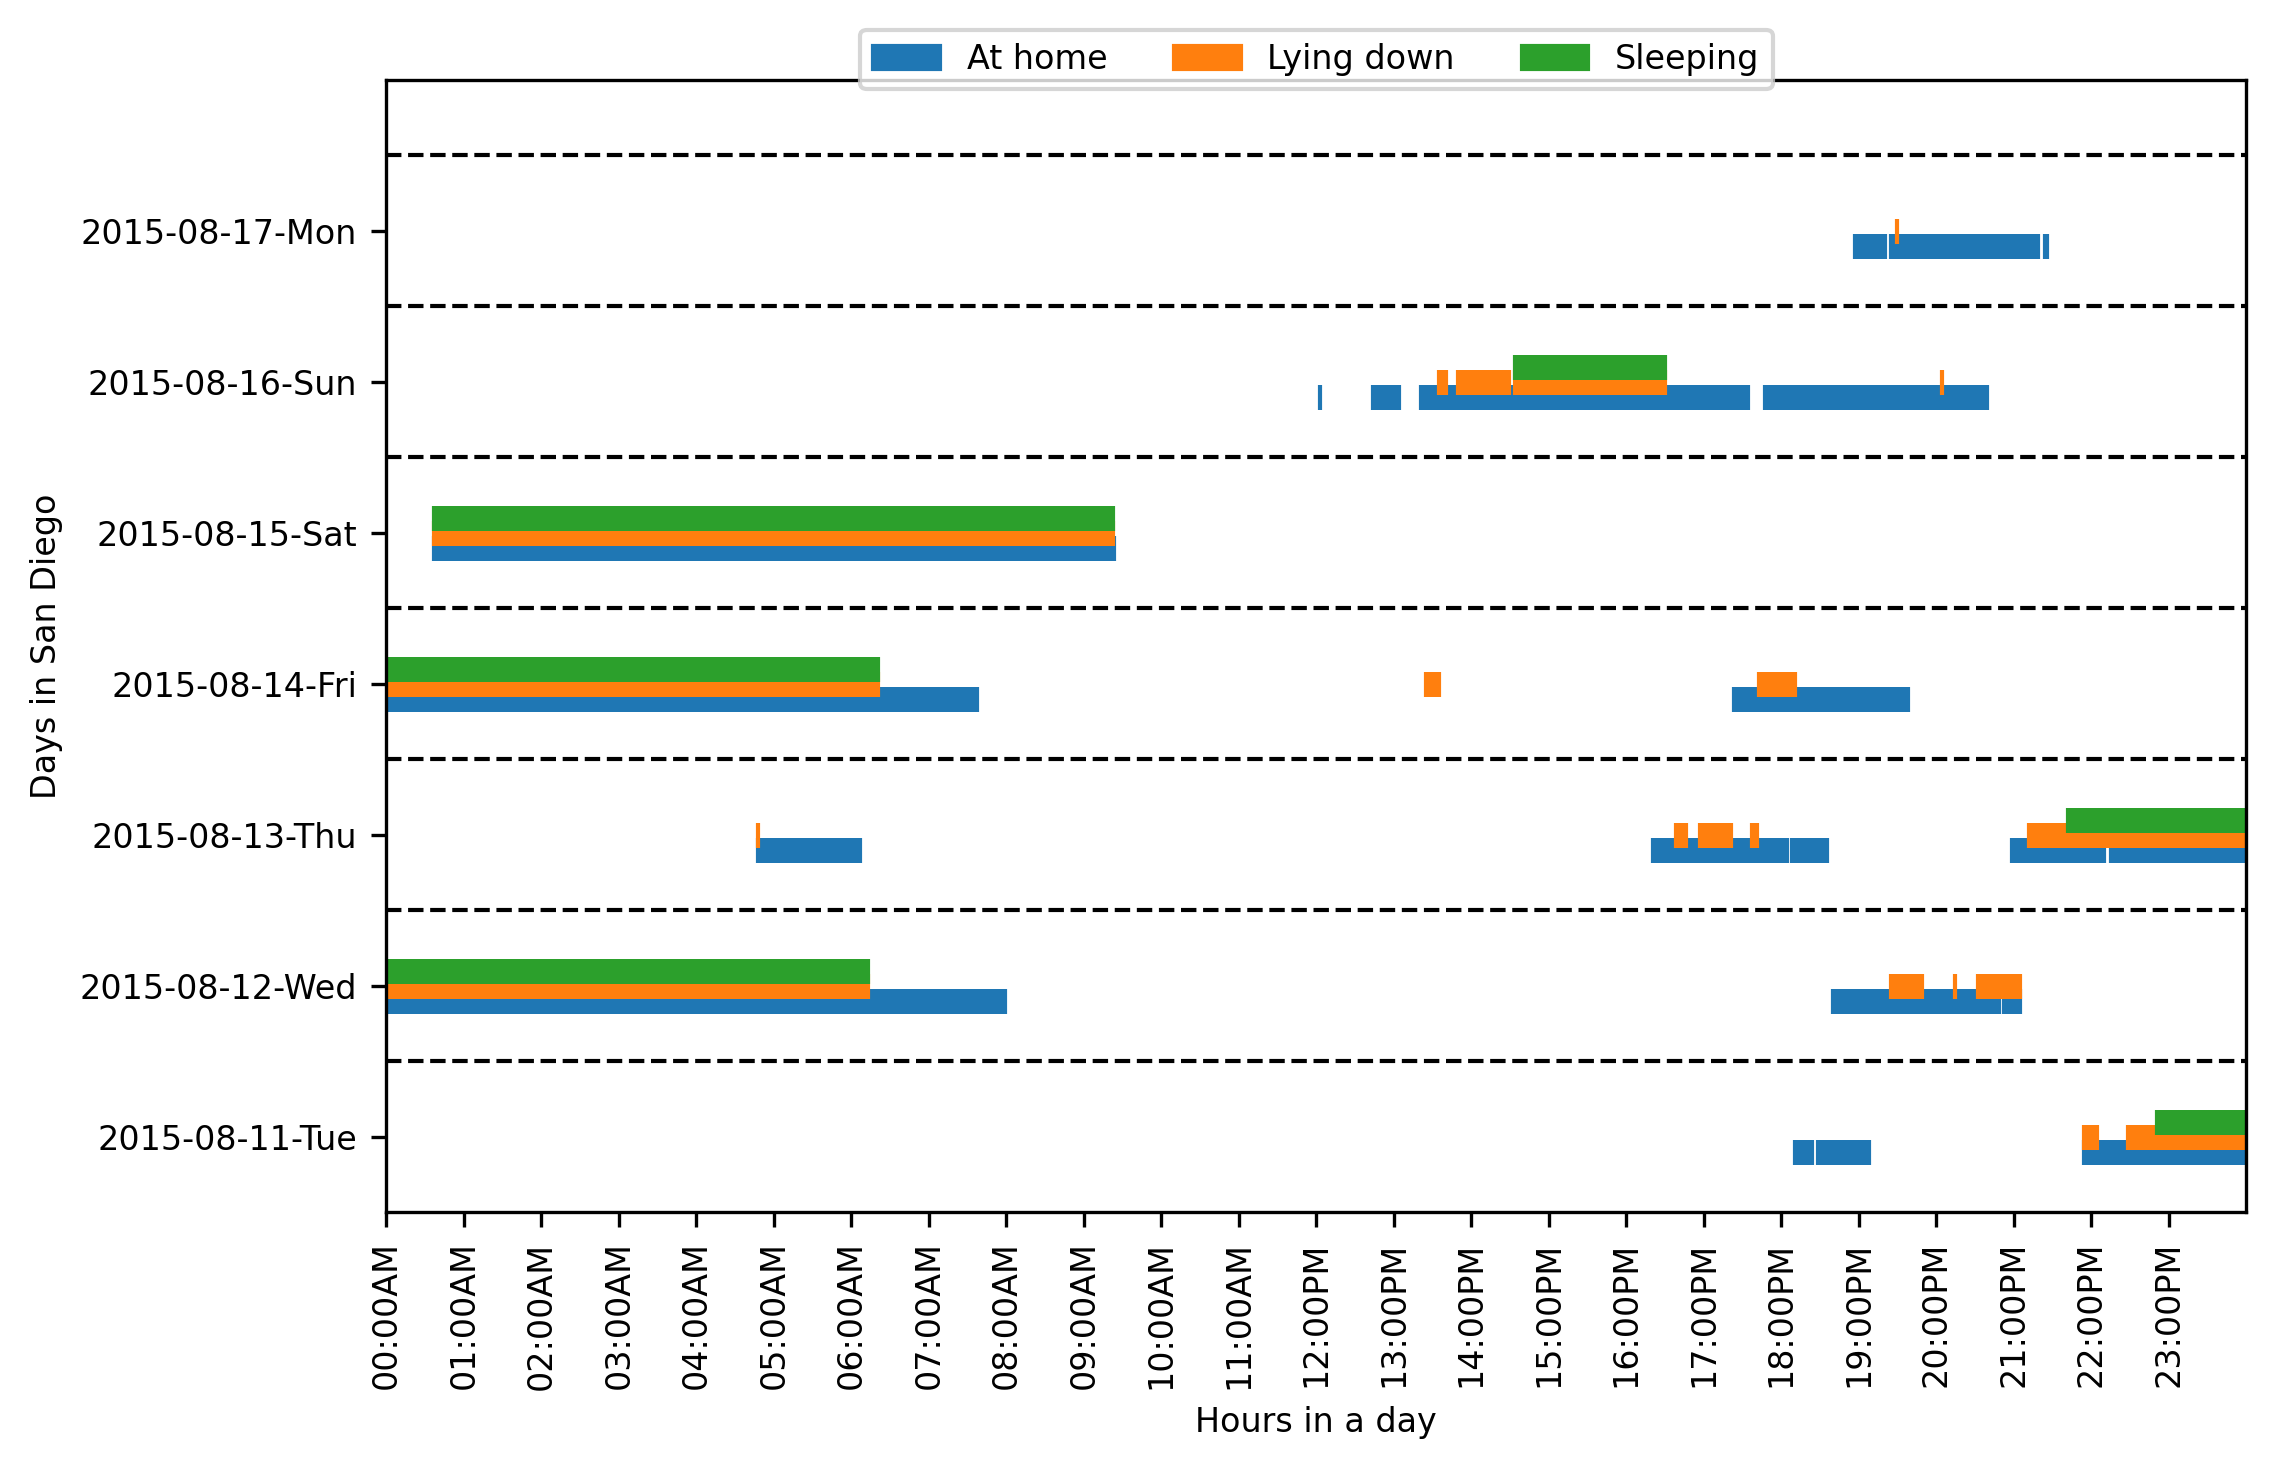 At home Lying down Sleeping
Days in San Diego
2015-08-17-Mon
2015-08-16-Sun
2015-08-15-Sat
2015-08-14-Fri
2015-08-13-Thu
2015-08-12-Wed
2015-08-11-Tue
00:00AM 01:00AM 02:00AM 03:00AM 04:00AM 05:00AM 06:00AM 07:00AM 08:00AM 09:00AM 10:00AM 11:00AM 12:00PM 13:00PM 14:00PM 15:00PM 16:00PM 17:00PM 18:00PM 19:00PM 20:00PM 21:00PM 22:00PM 23:00PM
Hours in a day